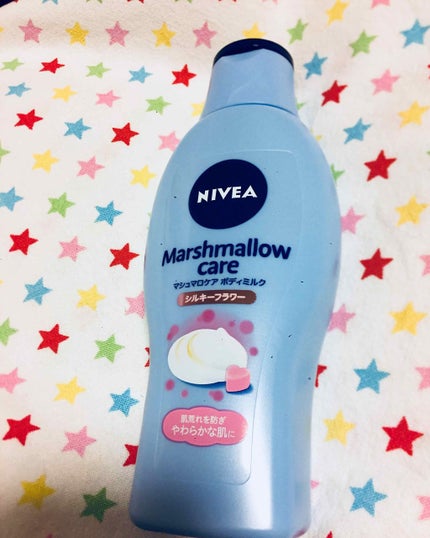 NIVEA
Marshmallow
care
マシュマロケア ボディミルク
シルキーフラワー
肌荒れを防ぎ
やわらかな肌に